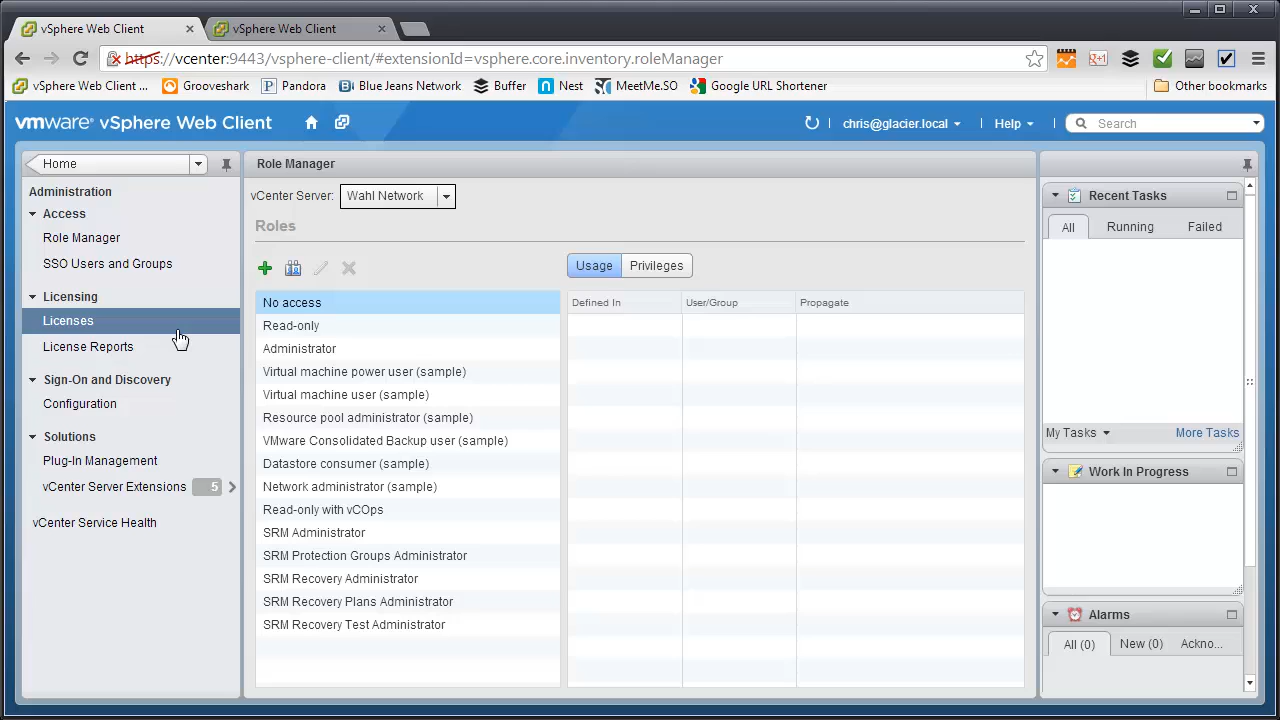 vSphere Web Client
vSphere Web Client
https://vcenter:9443/vsphere-client/#extensionId=vsphere.core.inventory.roleManager
vSphere Web Client ...
Grooveshark
Pandora
Blue Jeans Network
Buffer
Nest
MeetMe.SO
Google URL Shortener
Other bookmarks
vmware vSphere Web Client
chris@glacier.local
Help
Search
Home
Administration
Access
Role Manager
SSO Users and Groups
Licensing
Licenses
License Reports
Sign-On and Discovery
Configuration
Solutions
Plug-In Management
vCenter Server Extensions 5
vCenter Service Health
Role Manager
vCenter Server: Wahl Network
Roles
Usage
Privileges
No access
Read-only
Administrator
Virtual machine power user (sample)
Virtual machine user (sample)
Resource pool administrator (sample)
VMware Consolidated Backup user (sample)
Datastore consumer (sample)
Network administrator (sample)
Read-only with vCOps
SRM Administrator
SRM Protection Groups Administrator
SRM Recovery Administrator
SRM Recovery Plans Administrator
SRM Recovery Test Administrator
Defined In
User/Group
Propagate
Recent Tasks
All
Running
Failed
My Tasks
More Tasks
Work In Progress
Alarms
All (0)
New (0)
Ackno...